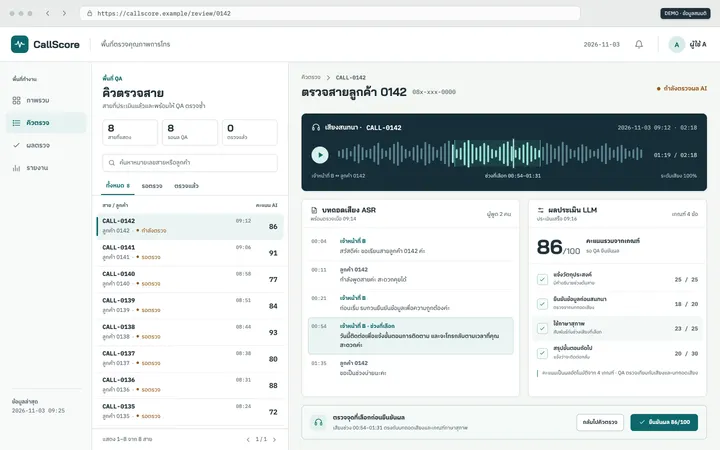 https://callscore.example/review/0142
DEMO · ข้อมูลสมมติ
CallScore
พื้นที่ตรวจคุณภาพการโทร
2026-11-03
A
ผู้ใช้ A
พื้นที่ทำงาน
ภาพรวม
คิวตรวจ
ผลตรวจ
รายงาน
ข้อมูลล่าสุด
2026-11-03 09:25
พื้นที่ QA
คิวตรวจสาย
สายที่ประเมินแล้วและพร้อมให้ QA ตรวจซ้ำ
8
สายที่แสดง
8
รอผล QA
0
ตรวจแล้ว
ค้นหาหมายเลขสายหรือลูกค้า
ทั้งหมด 8
รอตรวจ
ตรวจแล้ว
สาย / ลูกค้า
คะแนน AI
CALL-0142
09:12
86
ลูกค้า 0142 · กำลังตรวจ
CALL-0141
09:06
91
ลูกค้า 0141 · รอตรวจ
CALL-0140
08:58
77
ลูกค้า 0140 · รอตรวจ
CALL-0139
08:51
84
ลูกค้า 0139 · รอตรวจ
CALL-0138
08:44
93
ลูกค้า 0138 · รอตรวจ
CALL-0137
08:38
80
ลูกค้า 0137 · รอตรวจ
CALL-0136
08:31
88
ลูกค้า 0136 · รอตรวจ
CALL-0135
08:24
72
ลูกค้า 0135 · รอตรวจ
แสดง 1–8 จาก 8 สาย
1 / 1
คิวตรวจ
CALL-0142
ตรวจสายลูกค้า 0142
08x-xxx-0000
กำลังตรวจผล AI
เสียงสนทนา · CALL-0142
2026-11-03 09:12 · 02:18
01:19 / 02:18
เจ้าหน้าที่ B ↔ ลูกค้า 0142
ช่วงที่เลือก 00:54–01:31
ระดับเสียง 100%
บทถอดเสียง ASR
พร้อมตรวจเมื่อ 09:14
ผู้พูด 2 คน
00:04
เจ้าหน้าที่ B
สวัสดีค่ะ ขอเรียนสายลูกค้า 0142 ค่ะ
00:11
ลูกค้า 0142
กำลังพูดสายค่ะ สะดวกคุยได้
00:21
เจ้าหน้าที่ B
ก่อนเริ่ม รบกวนยืนยันข้อมูลเพื่อความถูกต้องค่ะ
00:54
เจ้าหน้าที่ B · ช่วงที่เลือก
วันนี้ติดต่อเพื่อแจ้งขั้นตอนการติดตาม และจะโทรกลับตามเวลาที่คุณ
สะดวกค่ะ
01:35
ลูกค้า 0142
ขอเป็นช่วงบ่ายนะคะ
ผลประเมิน LLM
ประเมินเสร็จ 09:16
เกณฑ์ 4 ข้อ
86/100
คะแนนรวมจากเกณฑ์
รอ QA ยืนยันผล
แจ้งวัตถุประสงค์
25 / 25
ยืนยันข้อมูลก่อนสนทนา
18 / 20
ใช้ภาษาสุภาพ
23 / 25
สรุปขั้นตอนถัดไป
20 / 30
ตรวจจุดที่เลือกก่อนยืนยันผล
กลับไปคิวตรวจ
ยืนยันผล 86/100